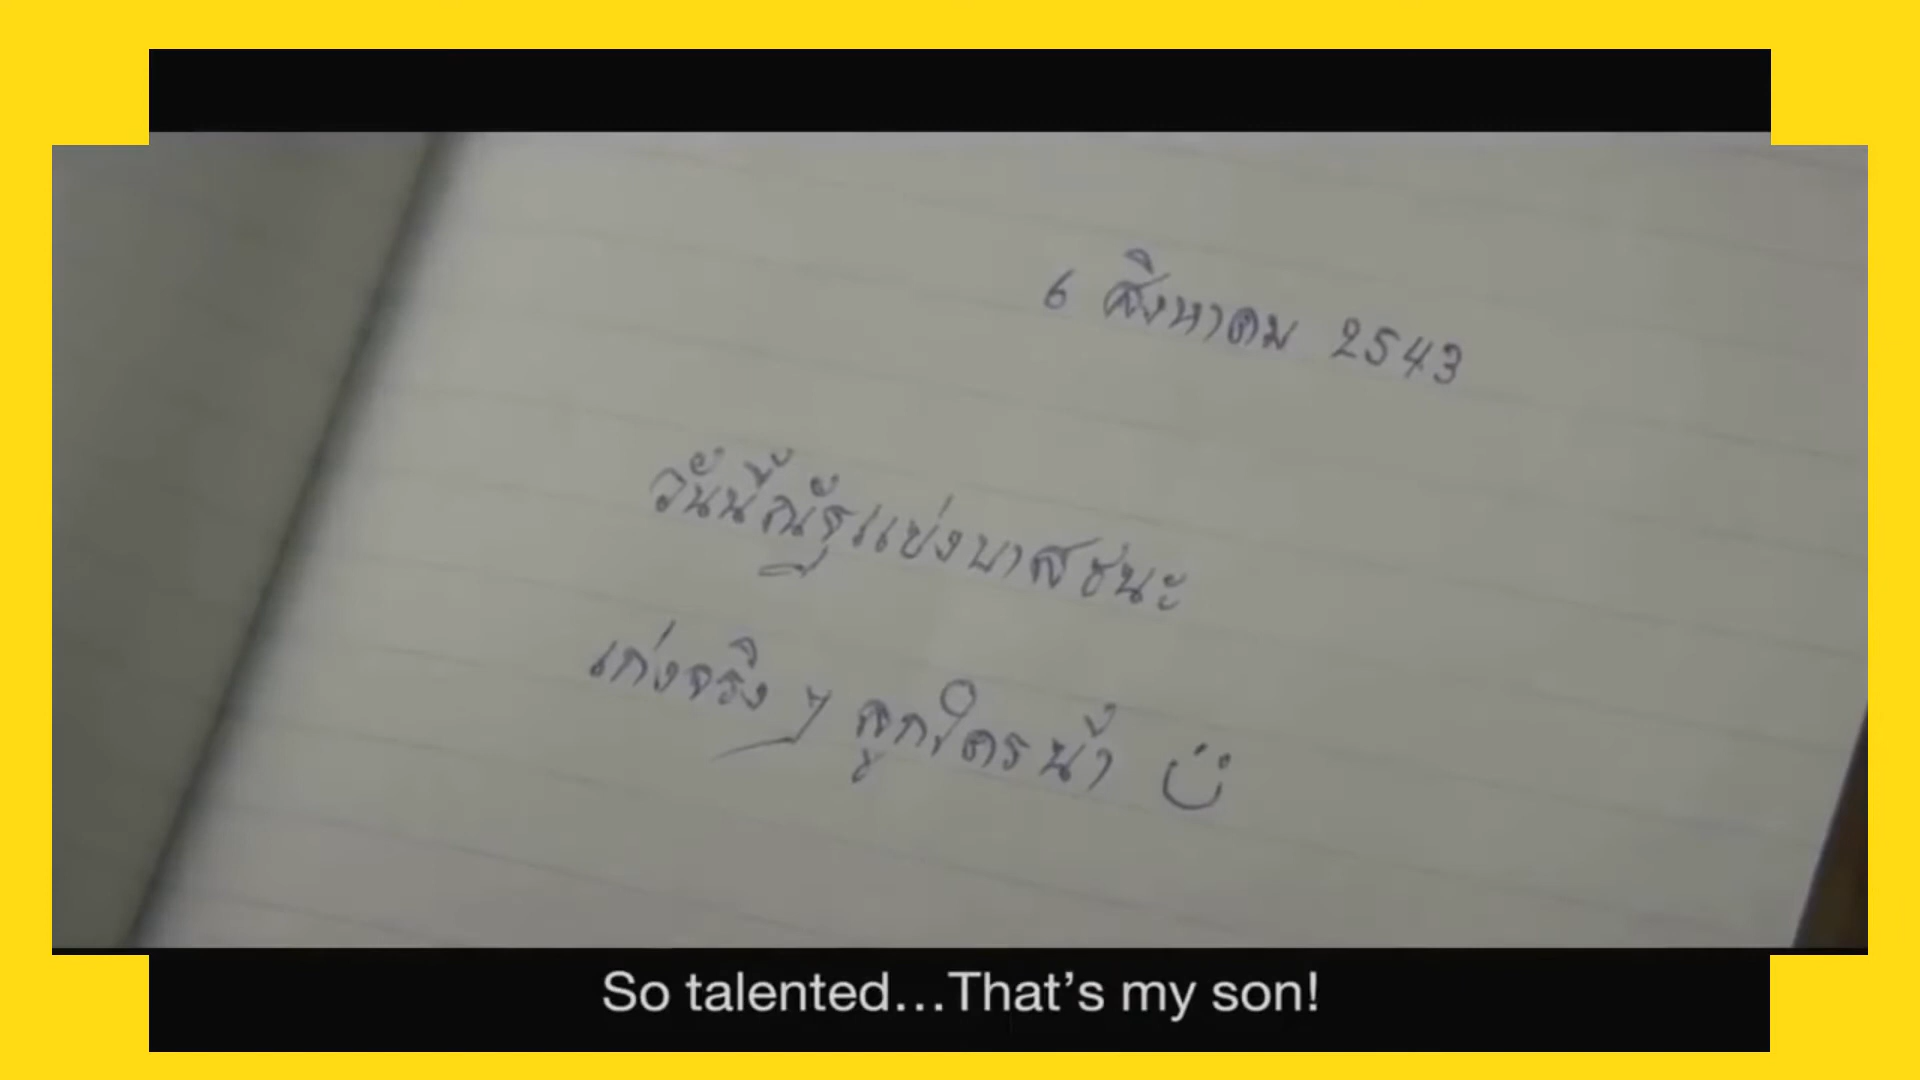 6 สิงหาคม 2543
วันนี้ณัฐแข่งบาสชนะ
เก่งจริง ๆ ลูกใครน้า
So talented…That’s my son!